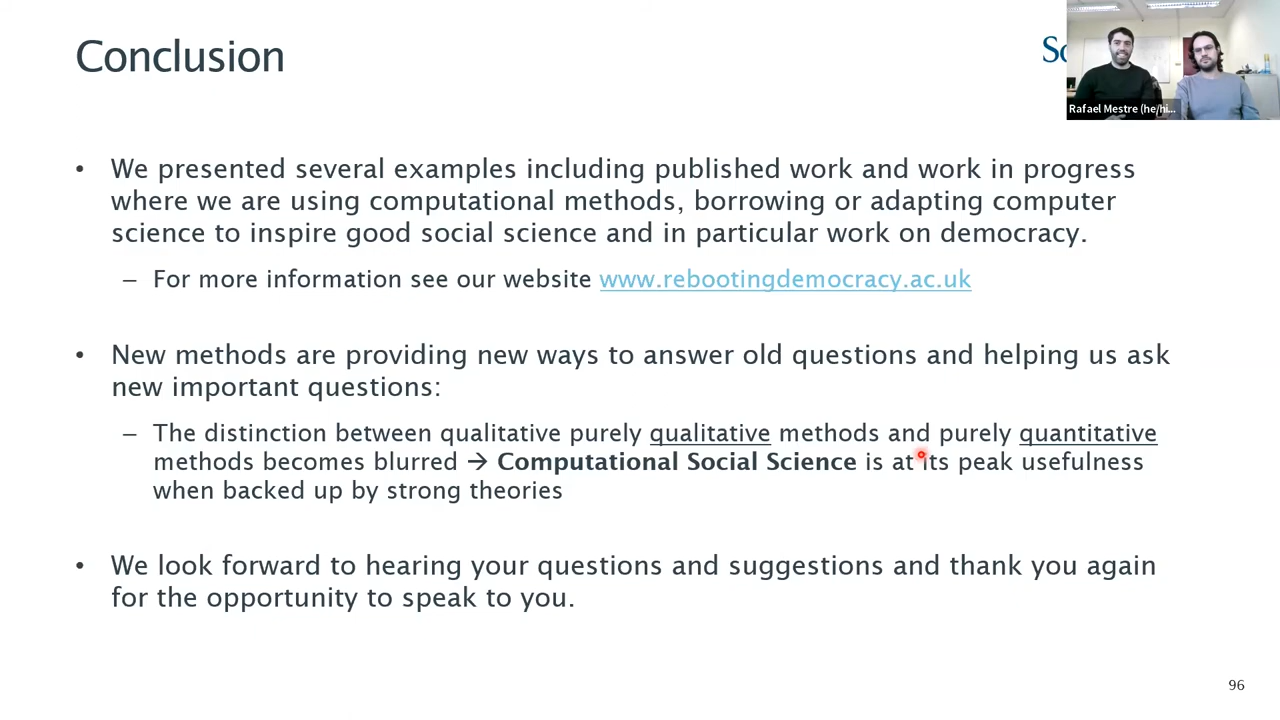 Conclusion
So
Rafael Mestre (he/hi...
• We presented several examples including published work and work in progress
where we are using computational methods, borrowing or adapting computer
science to inspire good social science and in particular work on democracy.
– For more information see our website www.rebootingdemocracy.ac.uk
• New methods are providing new ways to answer old questions and helping us ask
new important questions:
– The distinction between qualitative purely qualitative methods and purely quantitative
methods becomes blurred → Computational Social Science is at its peak usefulness
when backed up by strong theories
• We look forward to hearing your questions and suggestions and thank you again
for the opportunity to speak to you.
96